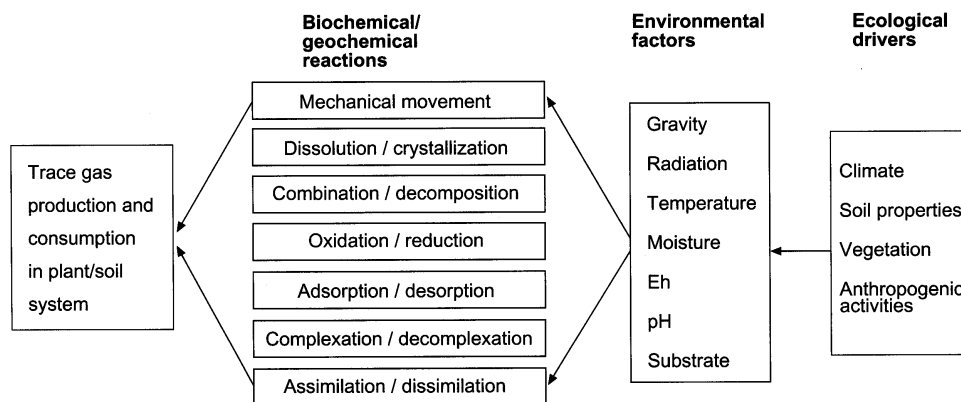 Biochemical/
geochemical
reactions
Environmental
factors
Ecological
drivers
Trace gas
production and
consumption
in plant/soil
system
Mechanical movement
Dissolution / crystallization
Combination / decomposition
Oxidation / reduction
Adsorption / desorption
Complexation / decomplexation
Assimilation / dissimilation
Gravity
Radiation
Temperature
Moisture
Eh
pH
Substrate
Climate
Soil properties
Vegetation
Anthropogenic
activities